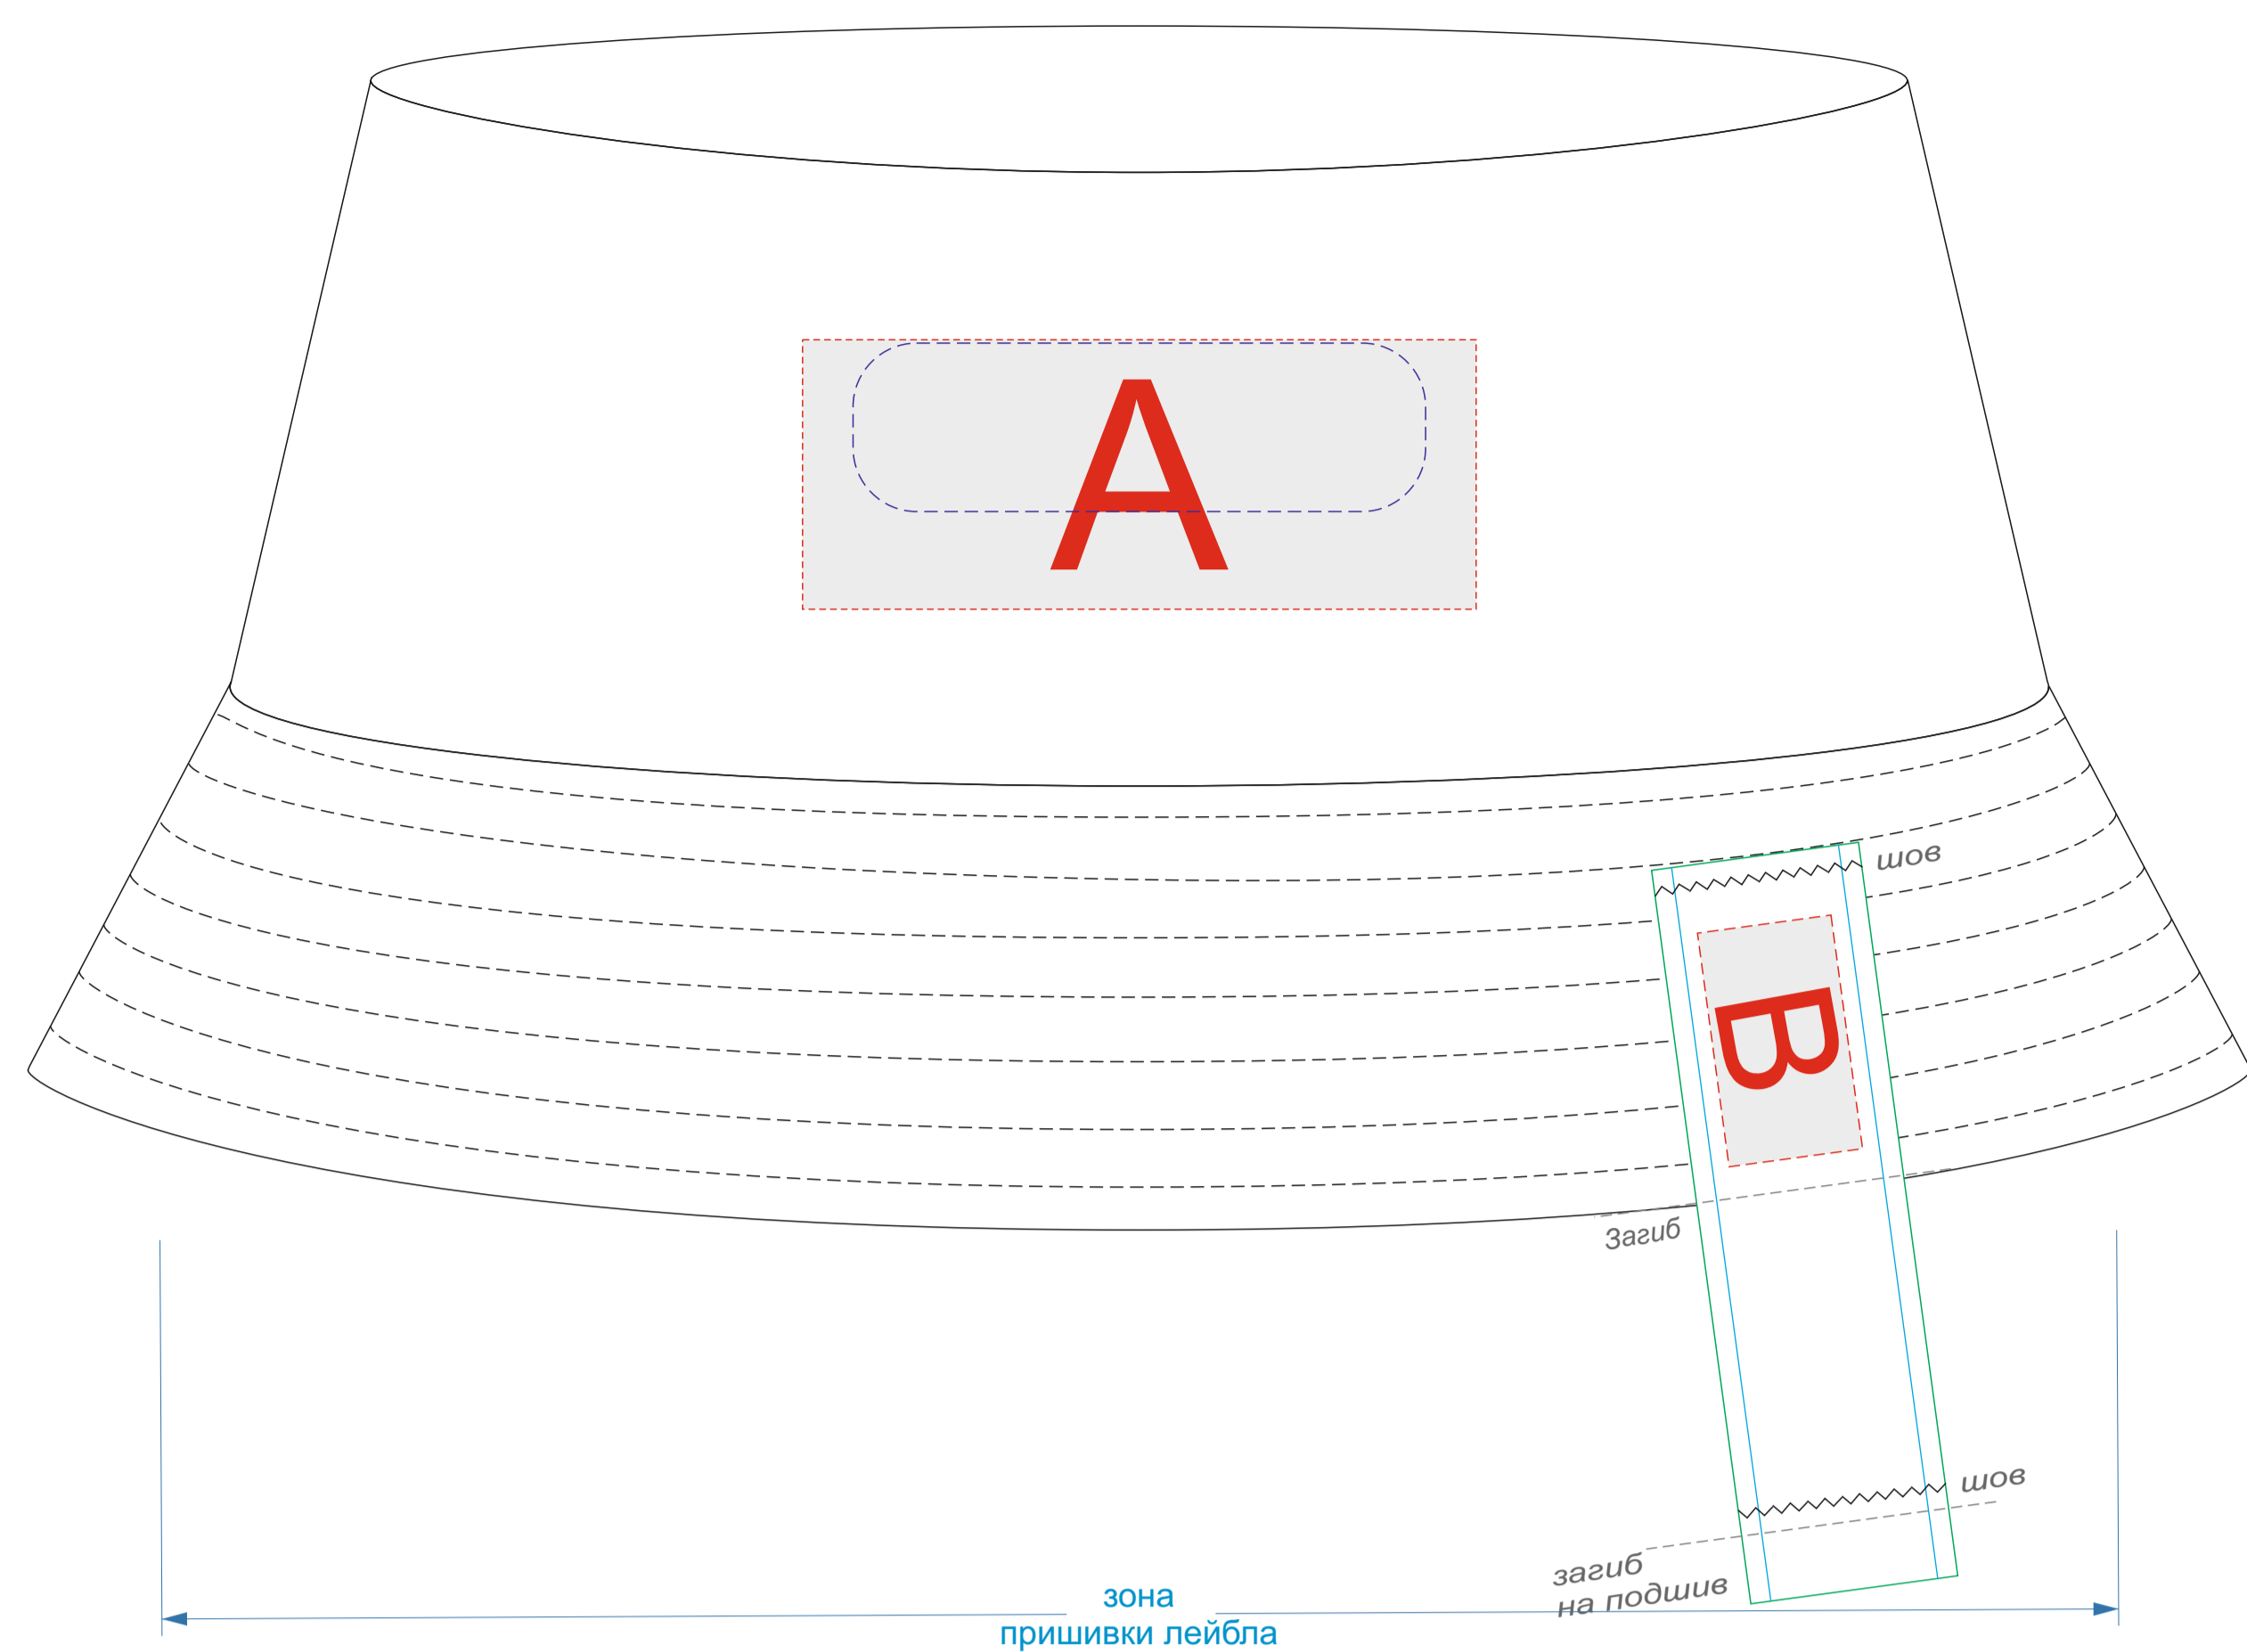 A
шов
B
Загиб
шов
загиб
на подшив
зона
пришивки лейбла